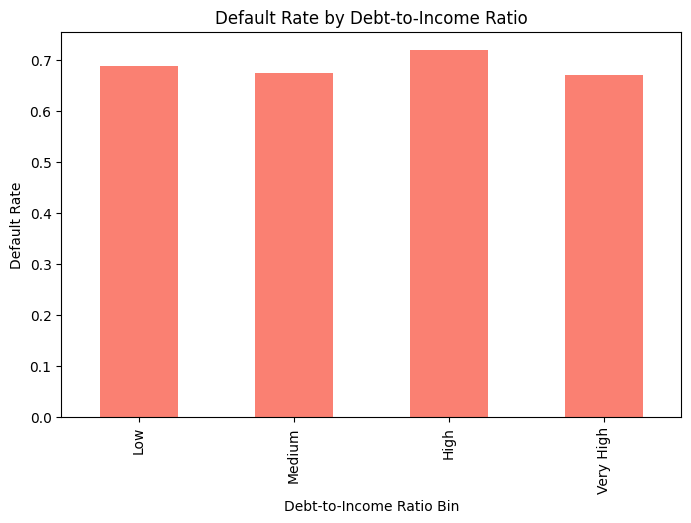 Default Rate by Debt-to-Income Ratio
Default Rate
0.7
0.6
0.5
0.4
0.3
0.2
0.1
0.0
Low
Medium
High
Very High
Debt-to-Income Ratio Bin